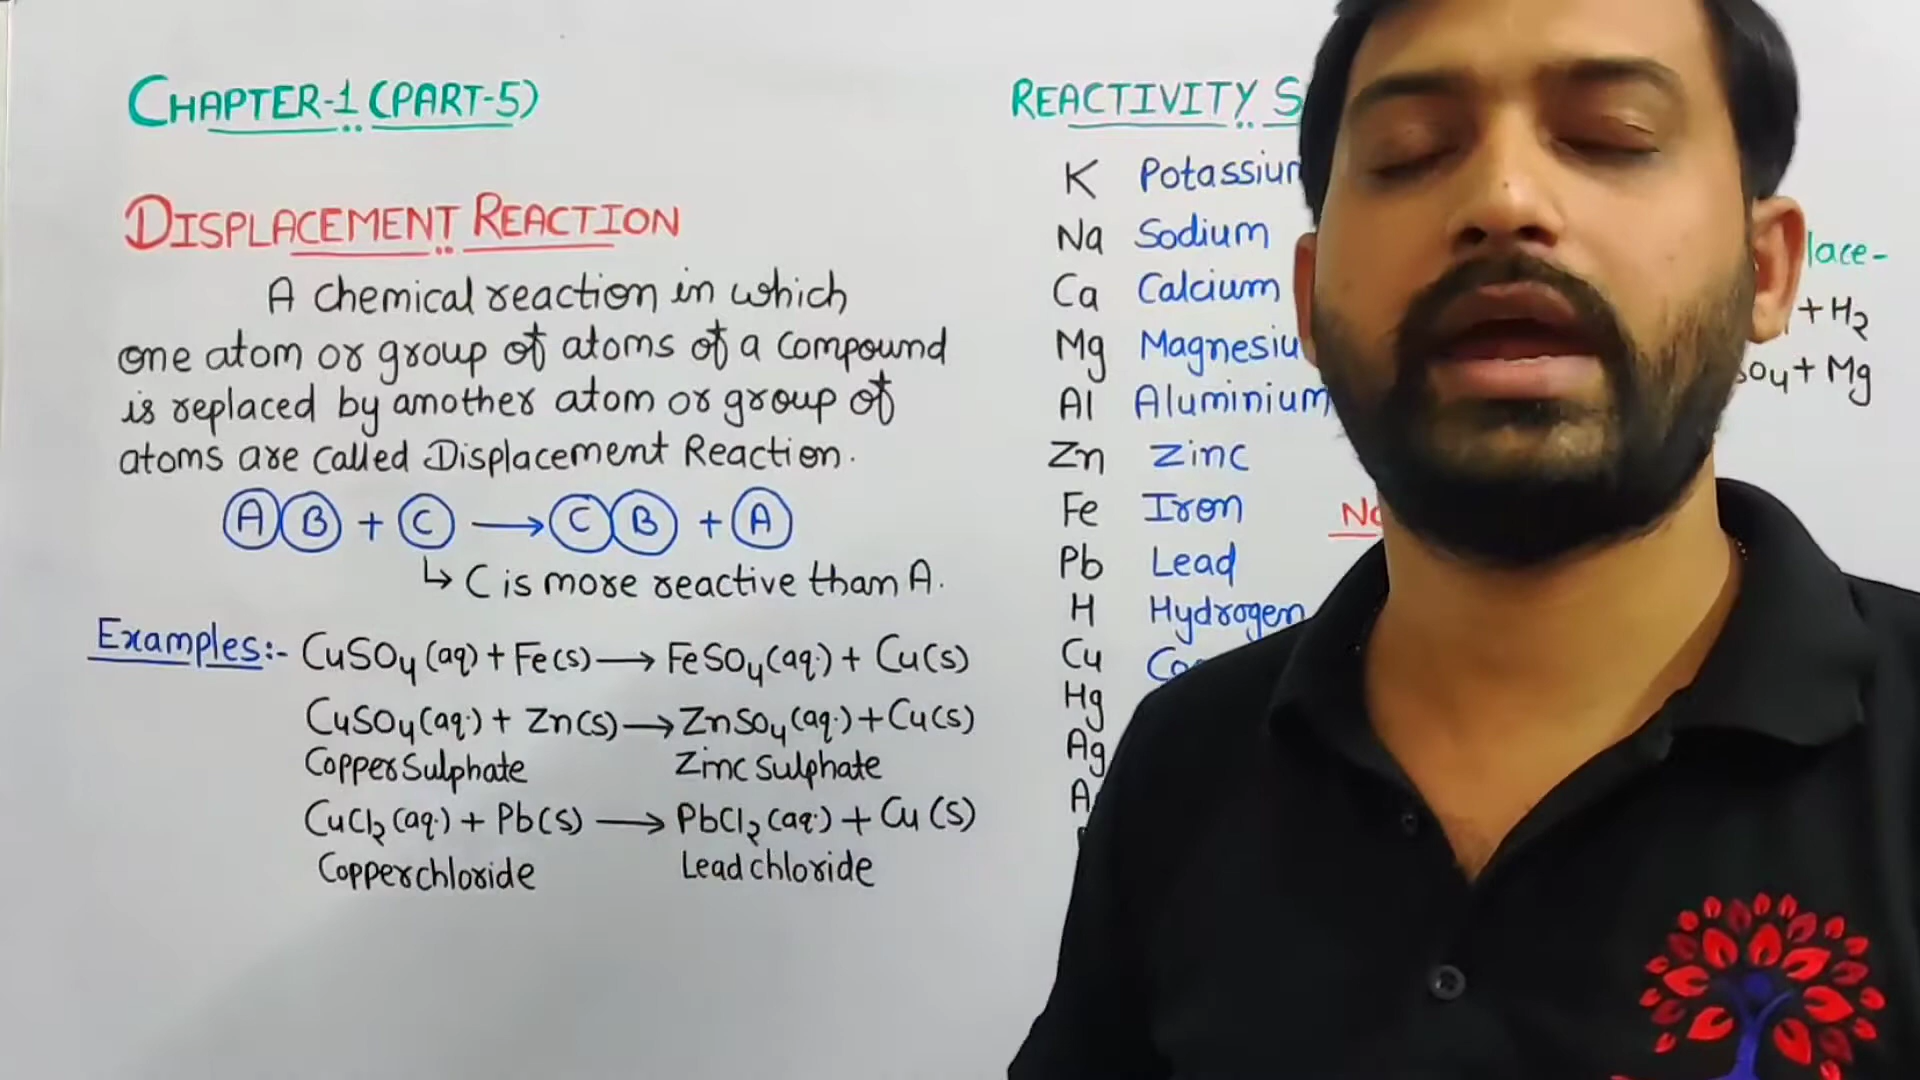 CHAPTER-1 (PART-5)
DISPLACEMENT REACTION
A chemical reaction in which
one atom or group of atoms of a compound
is replaced by another atom or group of
atoms are called Displacement Reaction.
A B + C → C B + A
↳ C is more reactive than A.
Examples:- CuSO₄ (aq) + Fe(s) → FeSO₄(aq.) + Cu(s)
CuSO₄(aq.) + Zn(s) → ZnSO₄(aq.) + Cu(s)
Copper Sulphate Zinc Sulphate
CuCl₂ (aq.) + Pb(s) → PbCl₂ (aq.) + Cu (s)
Copper chloride Lead chloride
REACTIVITY
K Potassium
Na Sodium
Ca Calcium
Mg Magnesiu
Al Aluminium
Zn Zinc
Fe Iron
Pb Lead
H Hydrogen
Cu
Hg
Ag
lace-
+ H₂
+ Mg